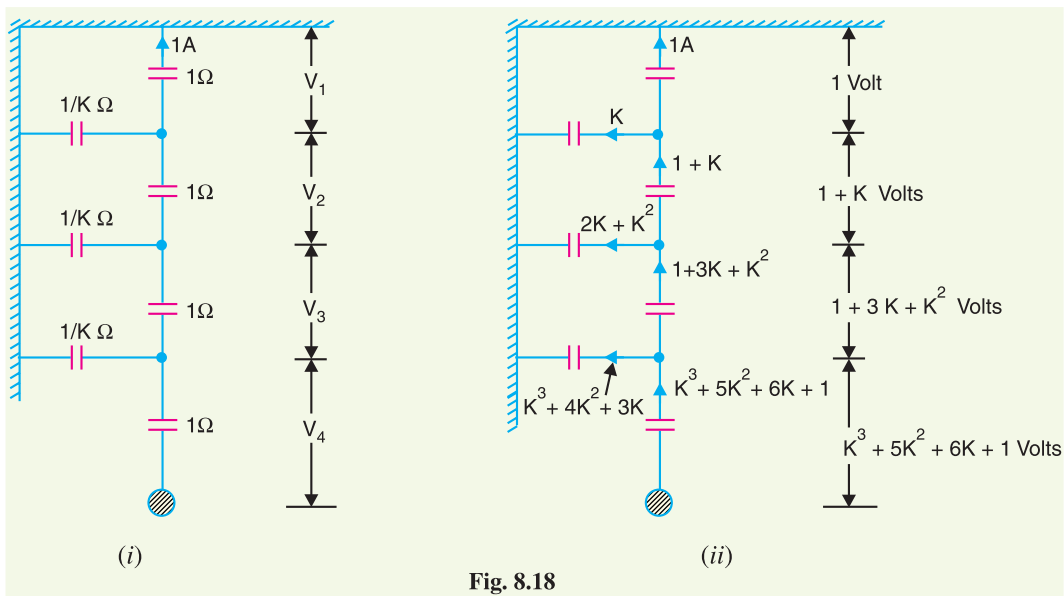 1A
1Ω
V1
1/K Ω
1Ω
V2
1/K Ω
1Ω
V3
1/K Ω
1Ω
V4
(i)
1A
1 Volt
K
1 + K
1 + K Volts
2K + K²
1+3K + K²
1 + 3 K + K² Volts
K³ + 4K² + 3K
K³ + 5K² + 6K + 1
K³ + 5K² + 6K + 1 Volts
(ii)
Fig. 8.18